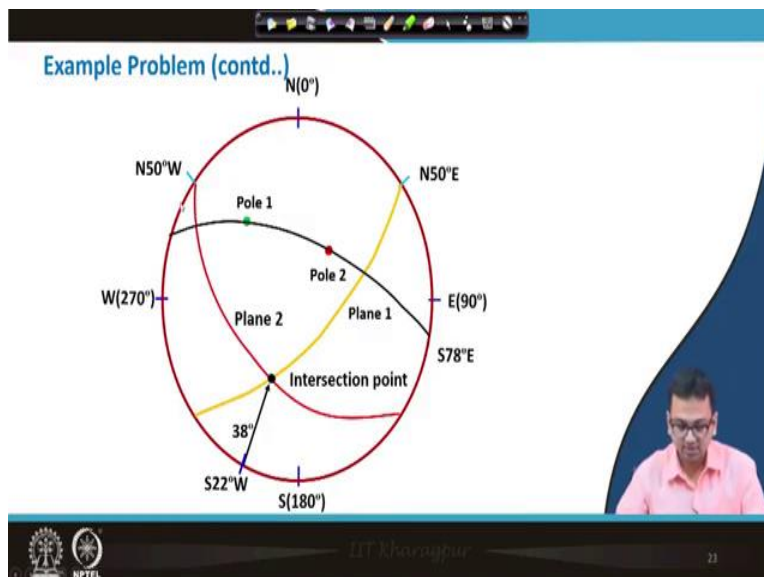 Example Problem (contd..)
N(0°)
N50°W
N50°E
Pole 1
Pole 2
W(270°)
E(90°)
Plane 2
Plane 1
S78°E
Intersection point
38°
S22°W
S(180°)
IIT Kharagpur
NPTEL
23